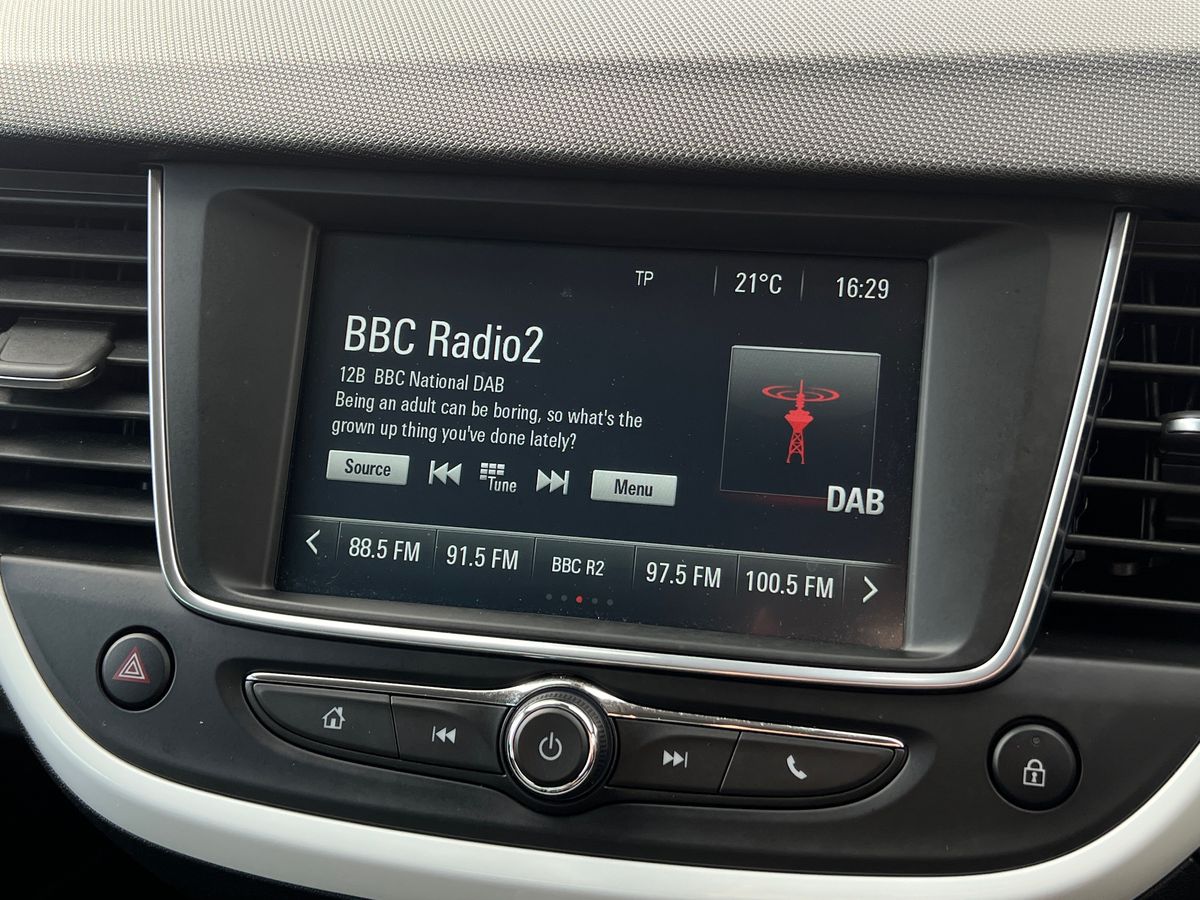 TP 21°C 16:29
BBC Radio2
12B BBC National DAB
Being an adult can be boring, so what's the
grown up thing you've done lately?
Source Tune Menu
DAB
88.5 FM 91.5 FM BBC R2 97.5 FM 100.5 FM